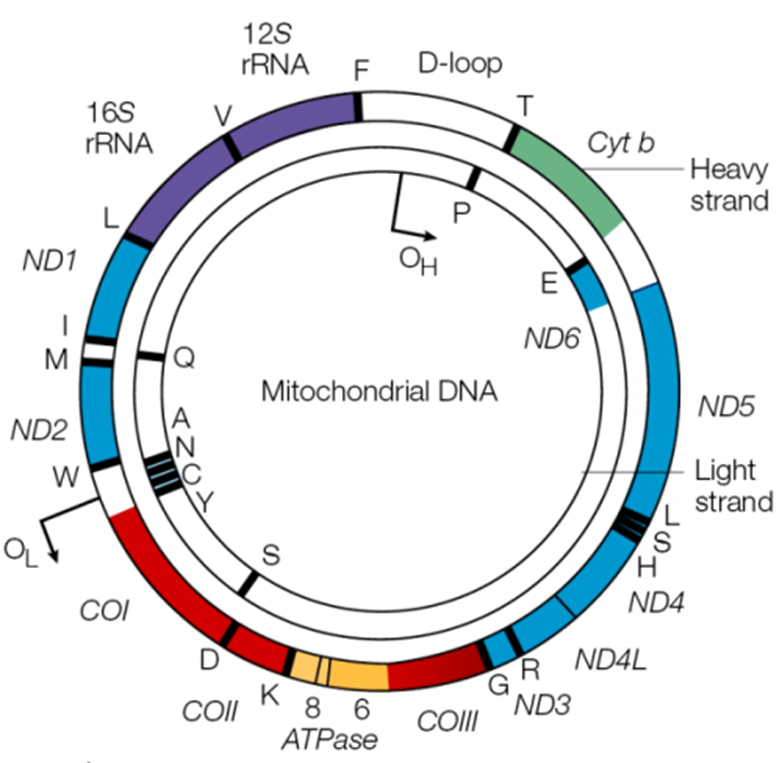 12S
rRNA
F
D-loop
T
16S
rRNA
V
Cyt b
Heavy
strand
P
L
OH
ND1
E
ND6
I
M
Q
Mitochondrial DNA
ND5
A
ND2
N
W
C
Y
Light
strand
OL
L
S
H
S
COI
ND4
D
ND4L
K
COII
8
6
ATPase
COIII
G
R
ND3